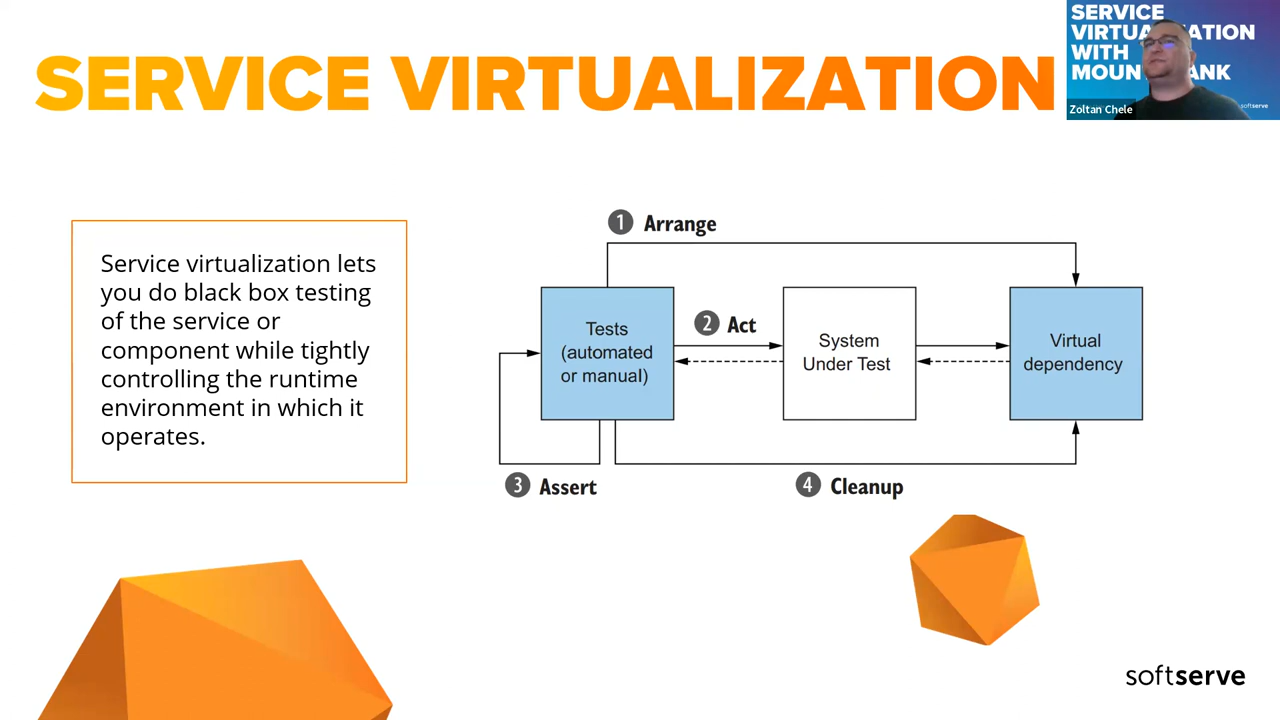 SERVICE VIRTUALIZATION
SERVICE
VIRTUALIZATION
WITH
MOUNTEBANK
Zoltan Chele
softserve
Service virtualization lets
you do black box testing
of the service or
component while tightly
controlling the runtime
environment in which it
operates.
1 Arrange
Tests
(automated
or manual)
2 Act
System
Under Test
Virtual
dependency
3 Assert
4 Cleanup
softserve